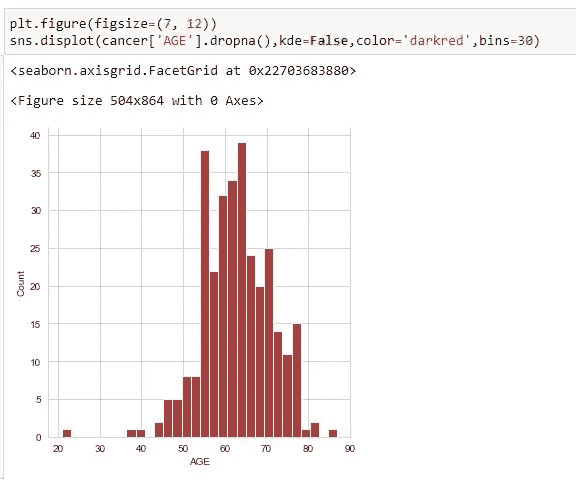 plt.figure(figsize=(7, 12))
sns.displot(cancer['AGE'].dropna(),kde=False,color='darkred',bins=30)
<seaborn.axisgrid.FacetGrid at 0x22703683880>
<Figure size 504x864 with 0 Axes>
40
35
30
25
20
15
10
5
0
Count
20 30 40 50 60 70 80 90
AGE